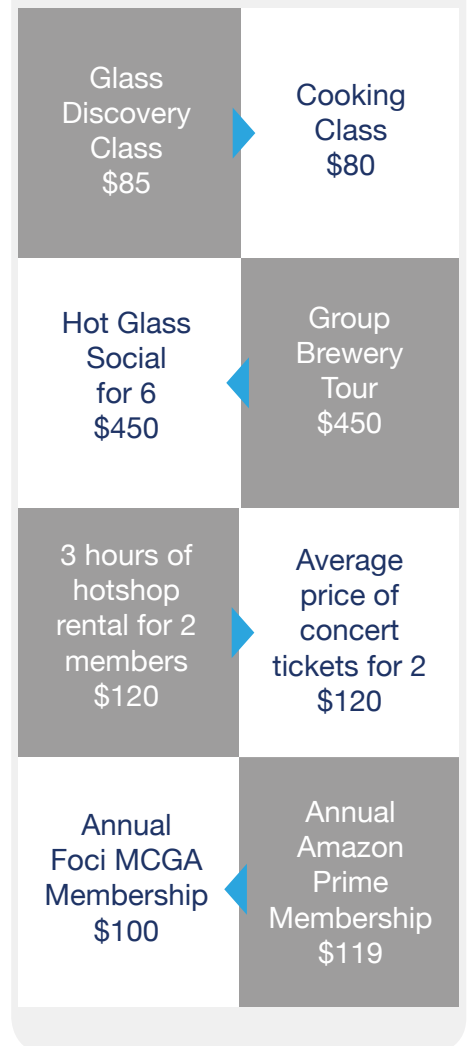 Glass
Discovery
Class
$85
Cooking
Class
$80
Hot Glass
Social
for 6
$450
Group
Brewery
Tour
$450
3 hours of
hotshop
rental for 2
members
$120
Average
price of
concert
tickets for 2
$120
Annual
Foci MCGA
Membership
$100
Annual
Amazon
Prime
Membership
$119